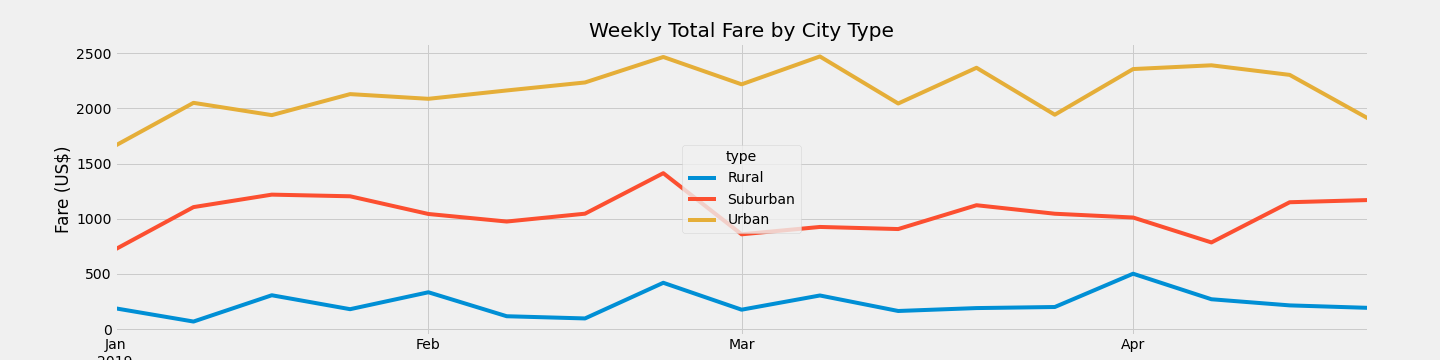 Weekly Total Fare by City Type
Fare (US$)
2500
2000
1500
1000
500
0
type
Rural
Suburban
Urban
Jan Feb Mar Apr
2019